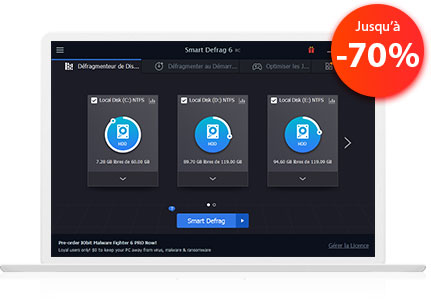 Jusqu'à
-70%
Smart Defrag 6
Défragmenteur de Dis...
Défragmenter au Démarr...
Optimiser les J...
Local Disk (C:) NTFS
Local Disk (D:) NTFS
Local Disk (E:) NTFS
HDD
HDD
HDD
7.28 GB libres de 60.00 GB
89.70 GB libres de 119.00 GB
94.60 GB libres de 119.09 GB
Smart Defrag
Pre-order IObit Malware Fighter 6 PRO Now!
Loyal users only! $0 to keep your PC away from virus, malware & ransomware
Gérer la Licence